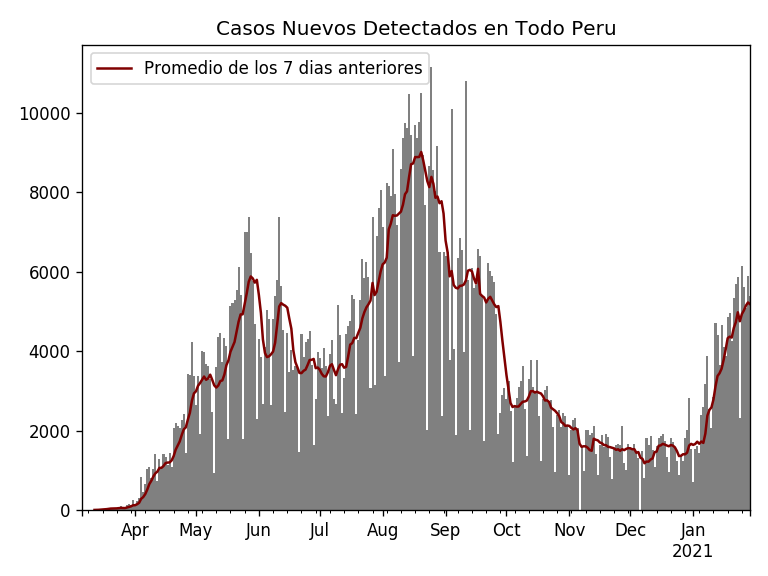 Casos Nuevos Detectados en Todo Peru
Promedio de los 7 dias anteriores
10000
8000
6000
4000
2000
0
Apr May Jun Jul Aug Sep Oct Nov Dec Jan
2021